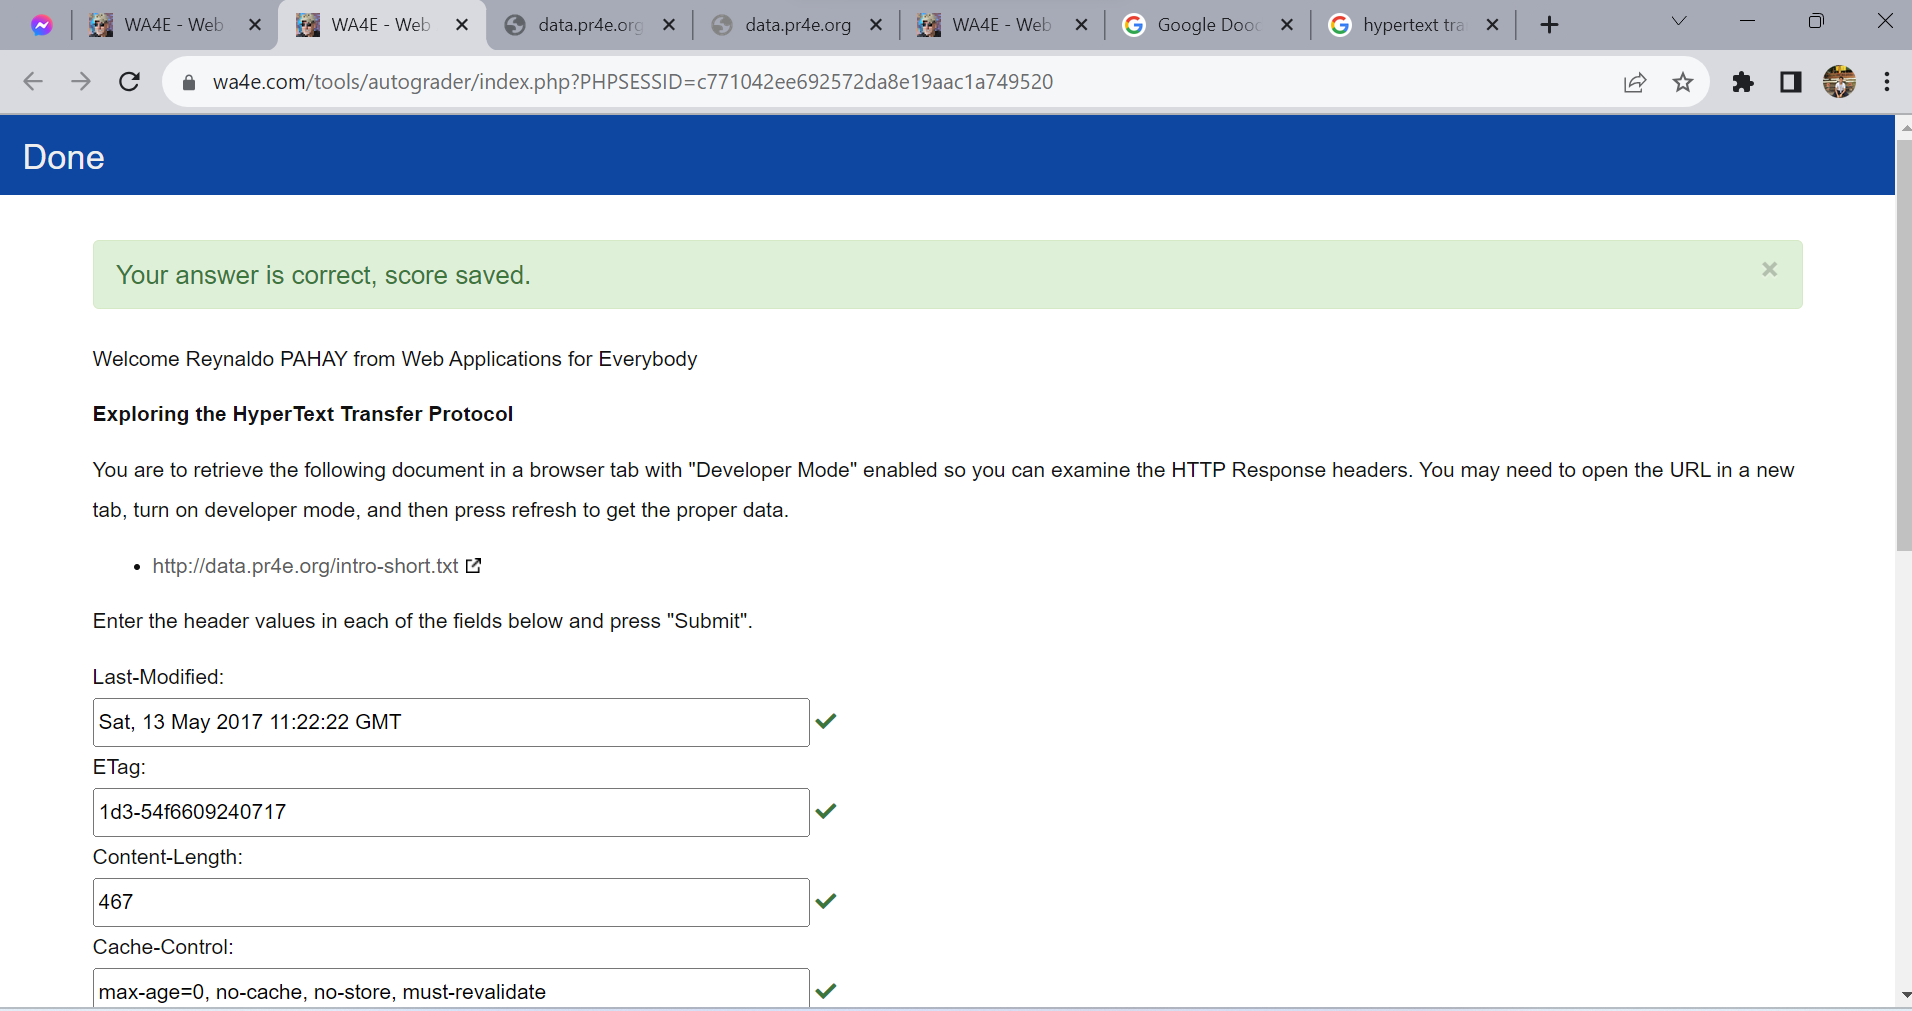 WA4E - Web
WA4E - Web
data.pr4e.org
data.pr4e.org
WA4E - Web
Google Dooc
hypertext tra
wa4e.com/tools/autograder/index.php?PHPSESSID=c771042ee692572da8e19aac1a749520
Done
Your answer is correct, score saved.
Welcome Reynaldo PAHAY from Web Applications for Everybody
Exploring the HyperText Transfer Protocol
You are to retrieve the following document in a browser tab with "Developer Mode" enabled so you can examine the HTTP Response headers. You may need to open the URL in a new
tab, turn on developer mode, and then press refresh to get the proper data.
http://data.pr4e.org/intro-short.txt
Enter the header values in each of the fields below and press "Submit".
Last-Modified:
Sat, 13 May 2017 11:22:22 GMT
ETag:
1d3-54f6609240717
Content-Length:
467
Cache-Control:
max-age=0, no-cache, no-store, must-revalidate